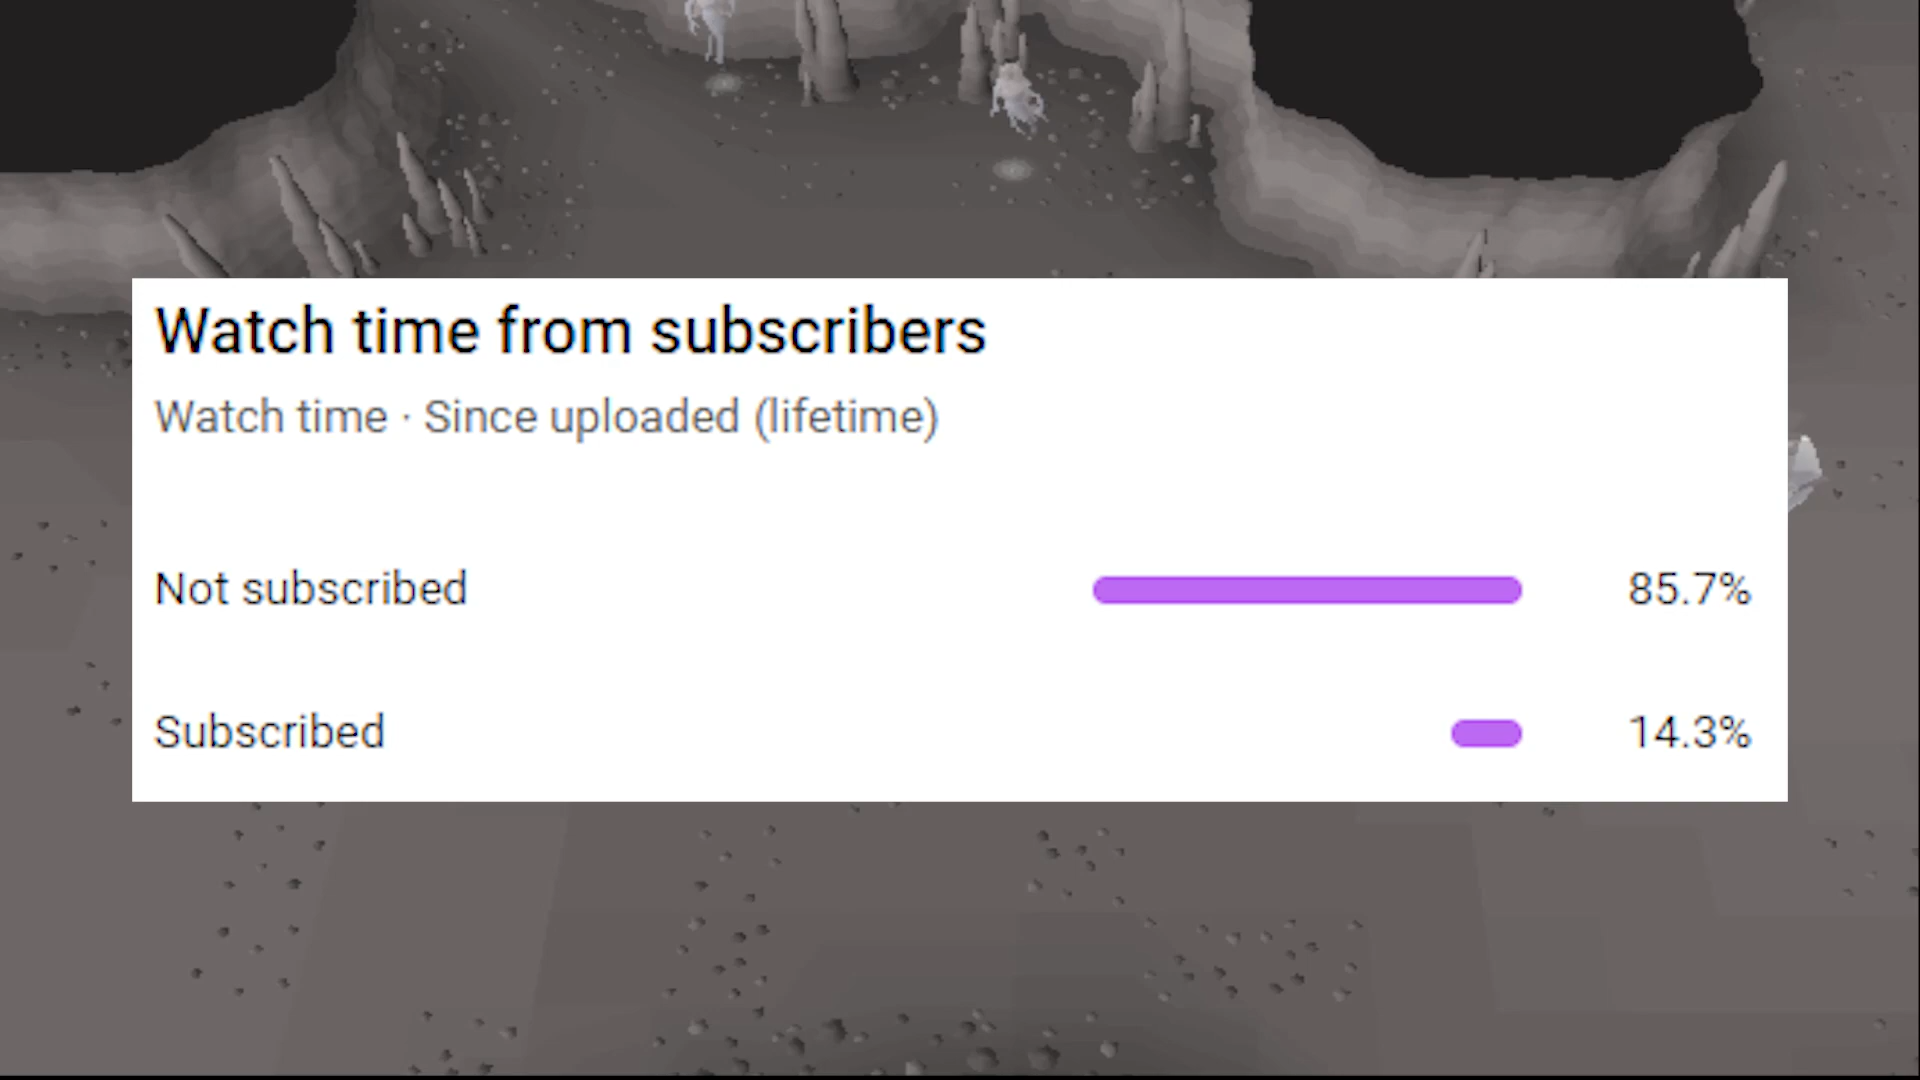 Watch time from subscribers
Watch time · Since uploaded (lifetime)
Not subscribed 85.7%
Subscribed 14.3%